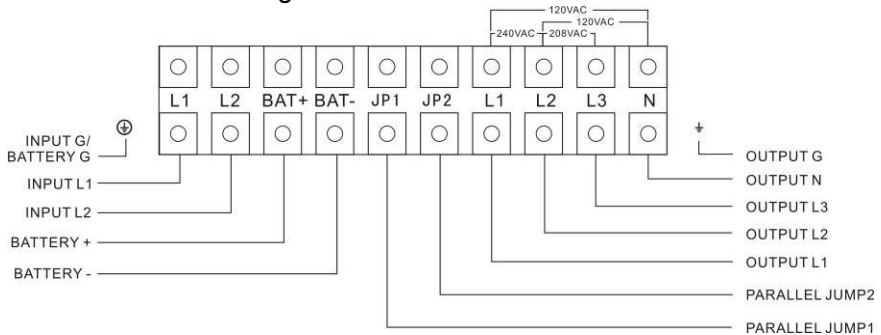 120VAC
120VAC
240VAC 208VAC
L1 L2 BAT+ BAT- JP1 JP2 L1 L2 L3 N
INPUT G/
BATTERY G
INPUT L1
INPUT L2
BATTERY +
BATTERY -
OUTPUT G
OUTPUT N
OUTPUT L3
OUTPUT L2
OUTPUT L1
PARALLEL JUMP2
PARALLEL JUMP1